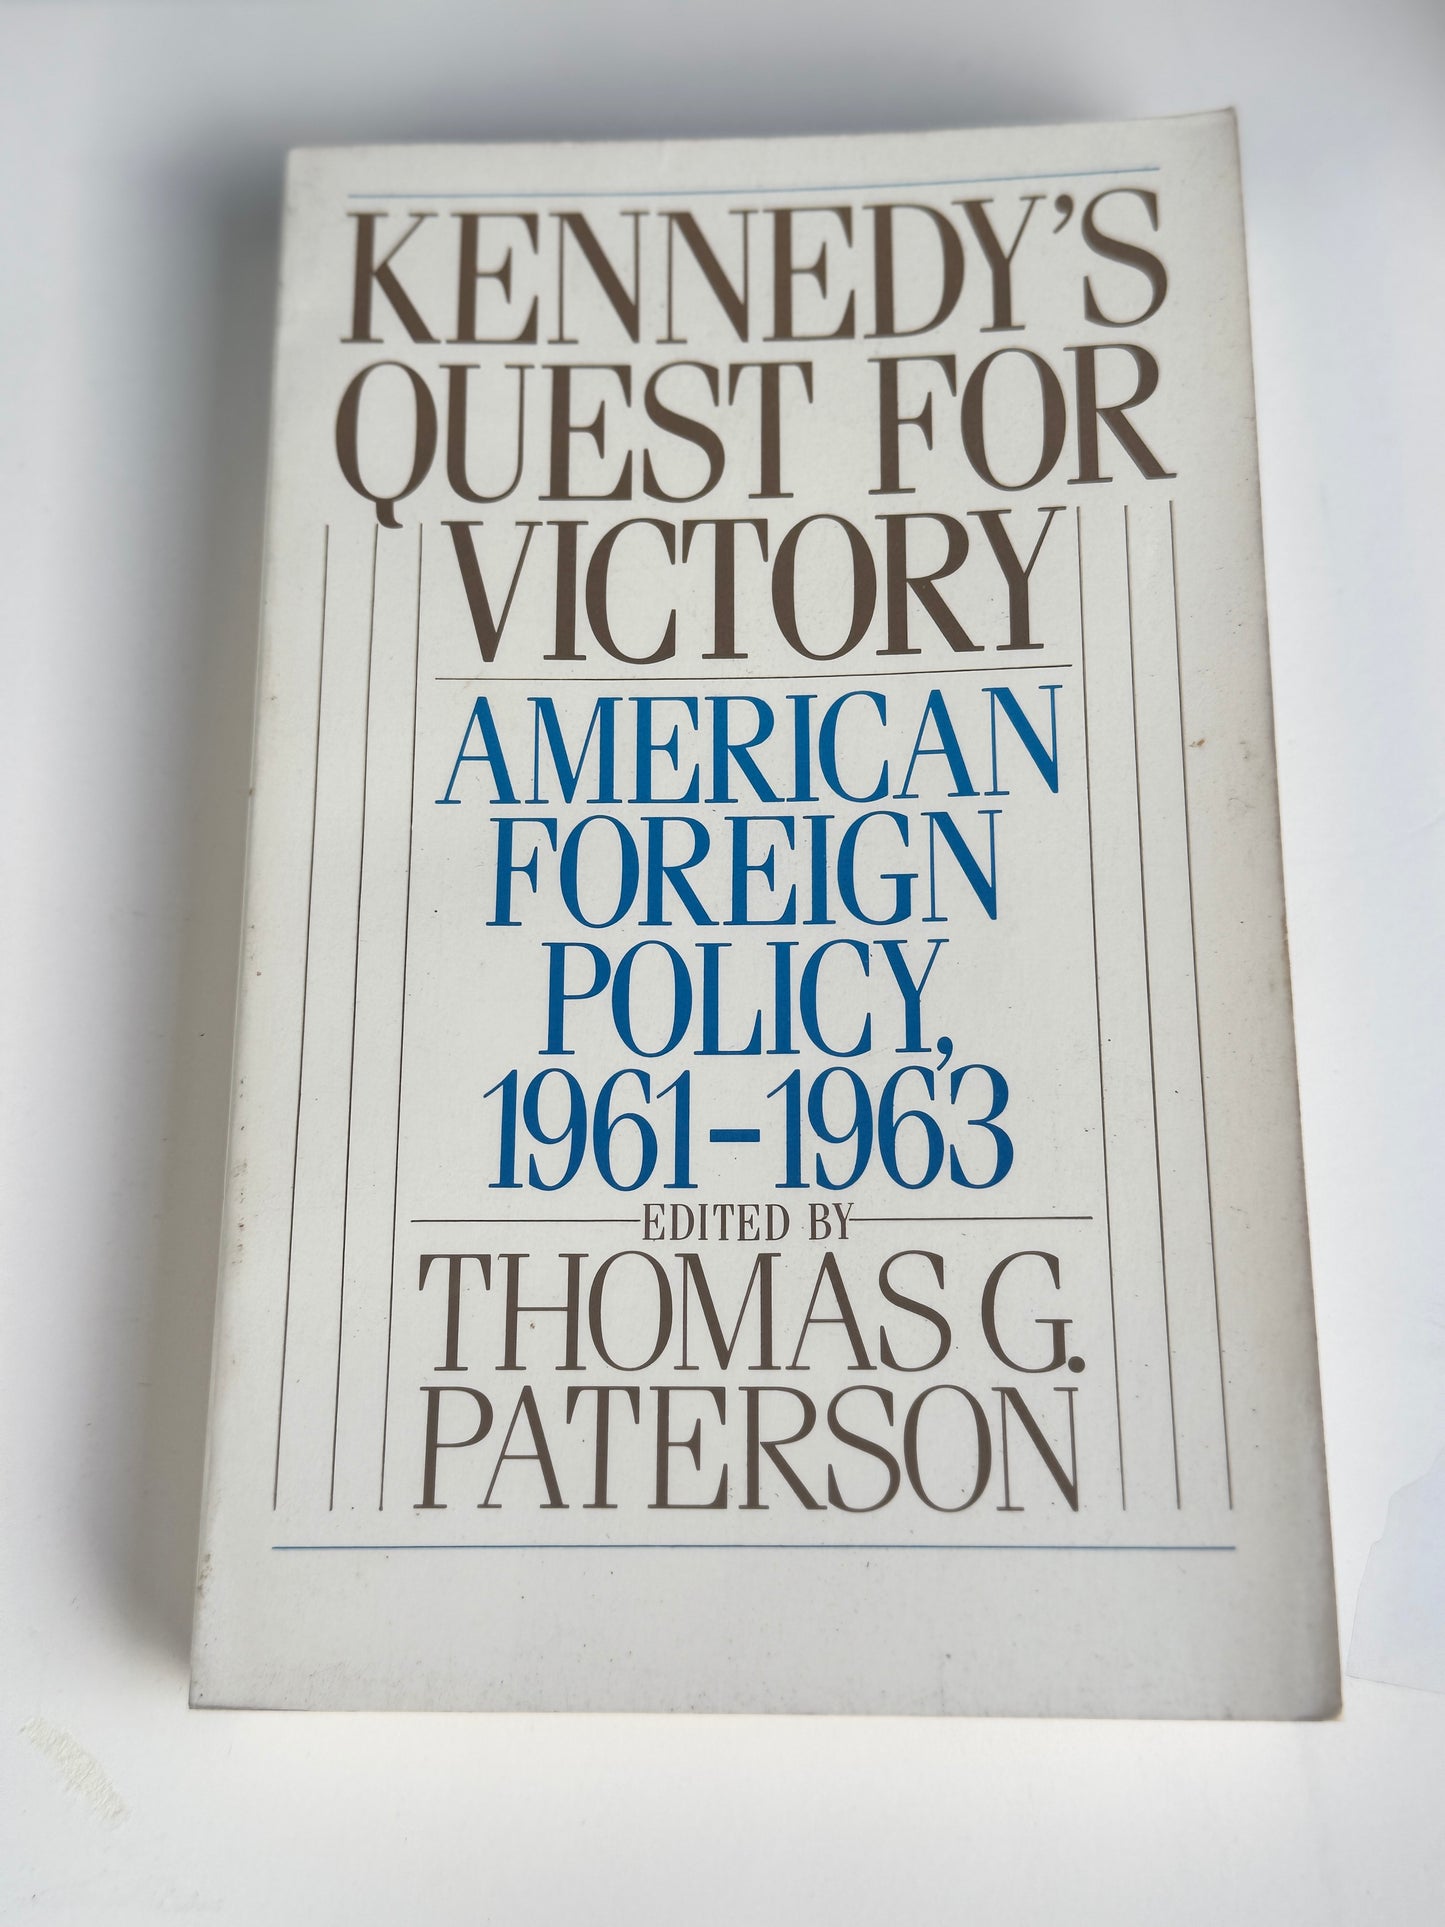 KENNEDY'S
QUEST FOR
VICTORY
AMERICAN
FOREIGN
POLICY,
1961–1963
EDITED BY
THOMAS G.
PATERSON